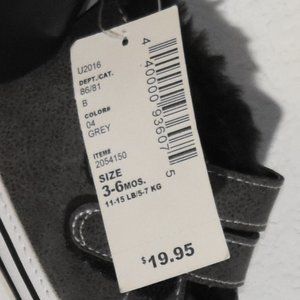 U2016
DEPT./CAT.
86/81
B
COLOR#
04
GREY
ITEM#
2054150
SIZE
3-6MOS.
11-15 LB/5-7 KG
$19.95
4 40000 93607 5